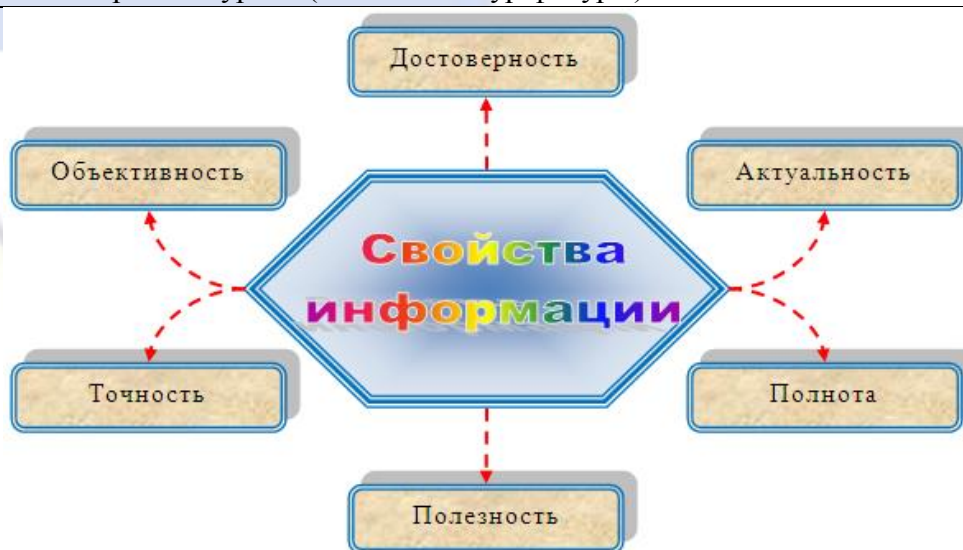 Достоверность
Объективность
Актуальность
Свойства
информации
Точность
Полнота
Полезность